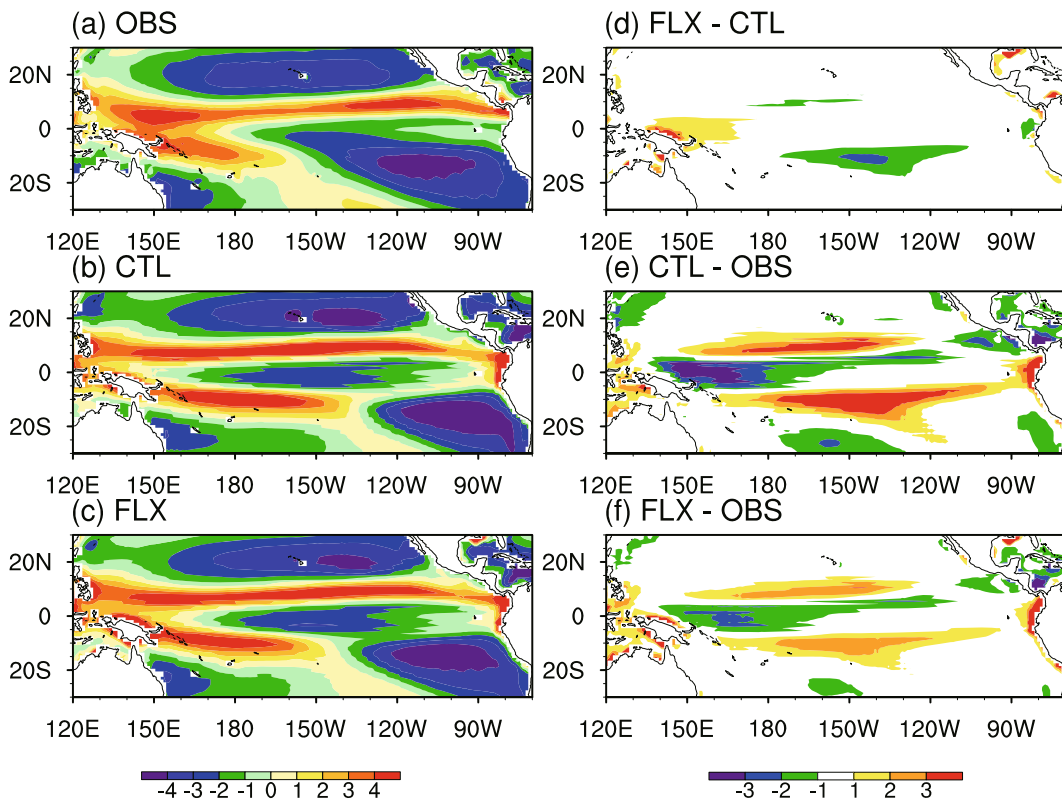 (a) OBS
20N
0
20S
120E 150E 180 150W 120W 90W
(b) CTL
20N
0
20S
120E 150E 180 150W 120W 90W
(c) FLX
20N
0
20S
120E 150E 180 150W 120W 90W
-4 -3 -2 -1 0 1 2 3 4
(d) FLX - CTL
20N
0
20S
120E 150E 180 150W 120W 90W
(e) CTL - OBS
20N
0
20S
120E 150E 180 150W 120W 90W
(f) FLX - OBS
20N
0
20S
120E 150E 180 150W 120W 90W
-3 -2 -1 1 2 3